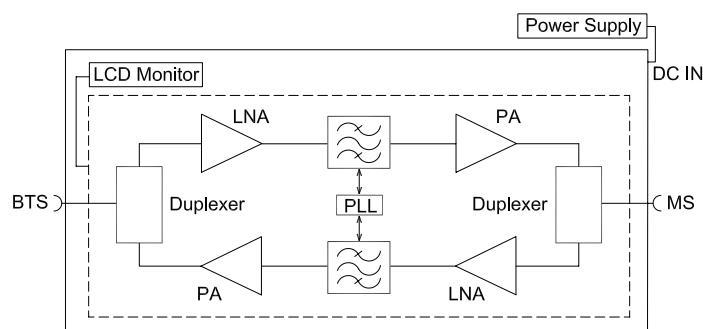 Power Supply
LCD Monitor
DC IN
LNA
PA
BTS
Duplexer
PLL
Duplexer
MS
PA
LNA